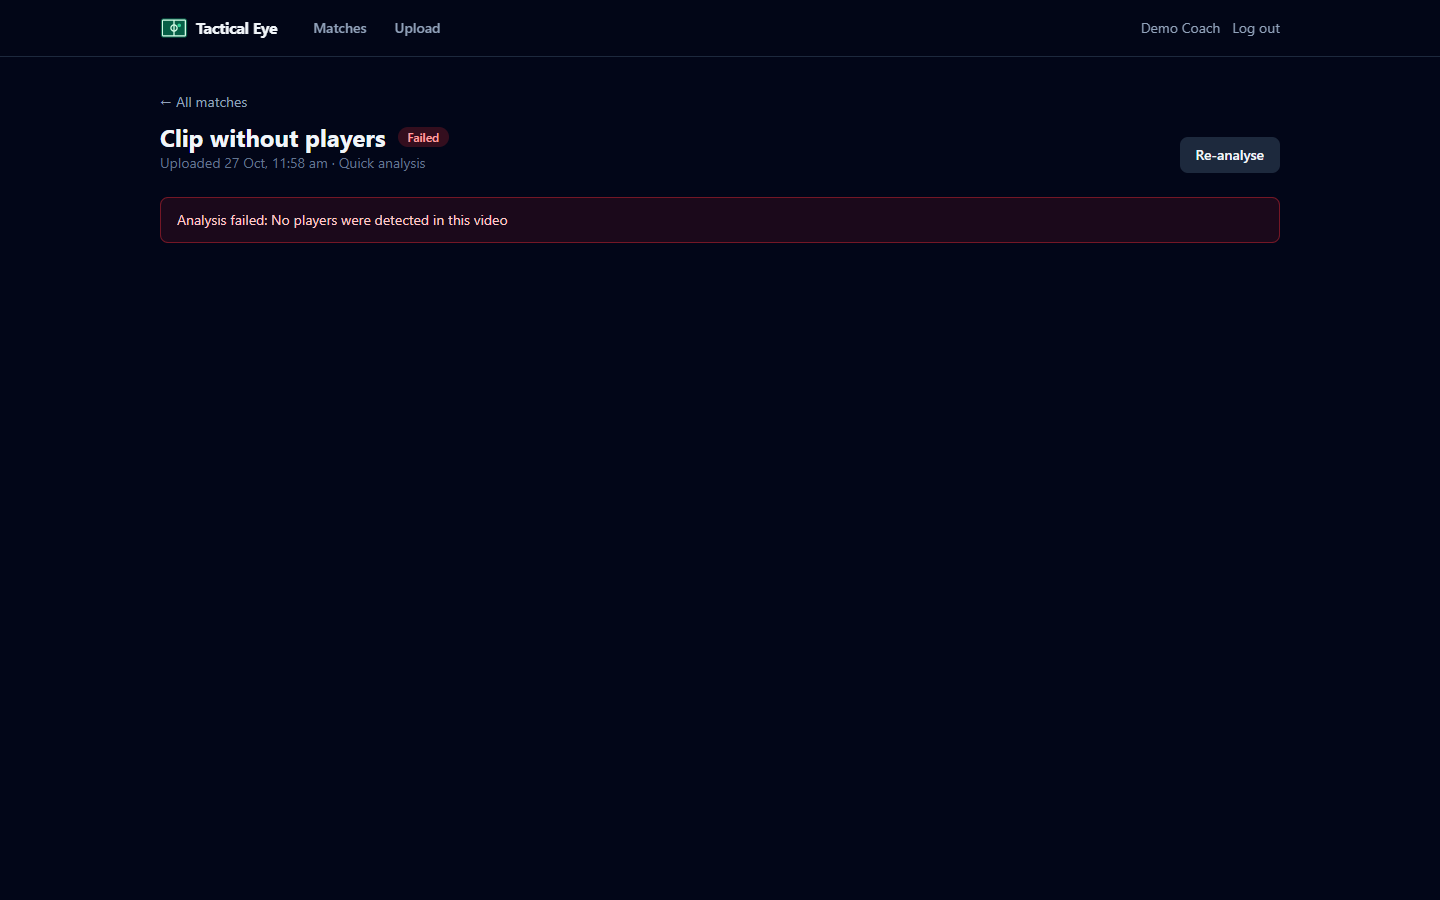 Tactical Eye Matches Upload Demo Coach Log out
← All matches
Clip without players Failed
Uploaded 27 Oct, 11:58 am · Quick analysis
Re-analyse
Analysis failed: No players were detected in this video